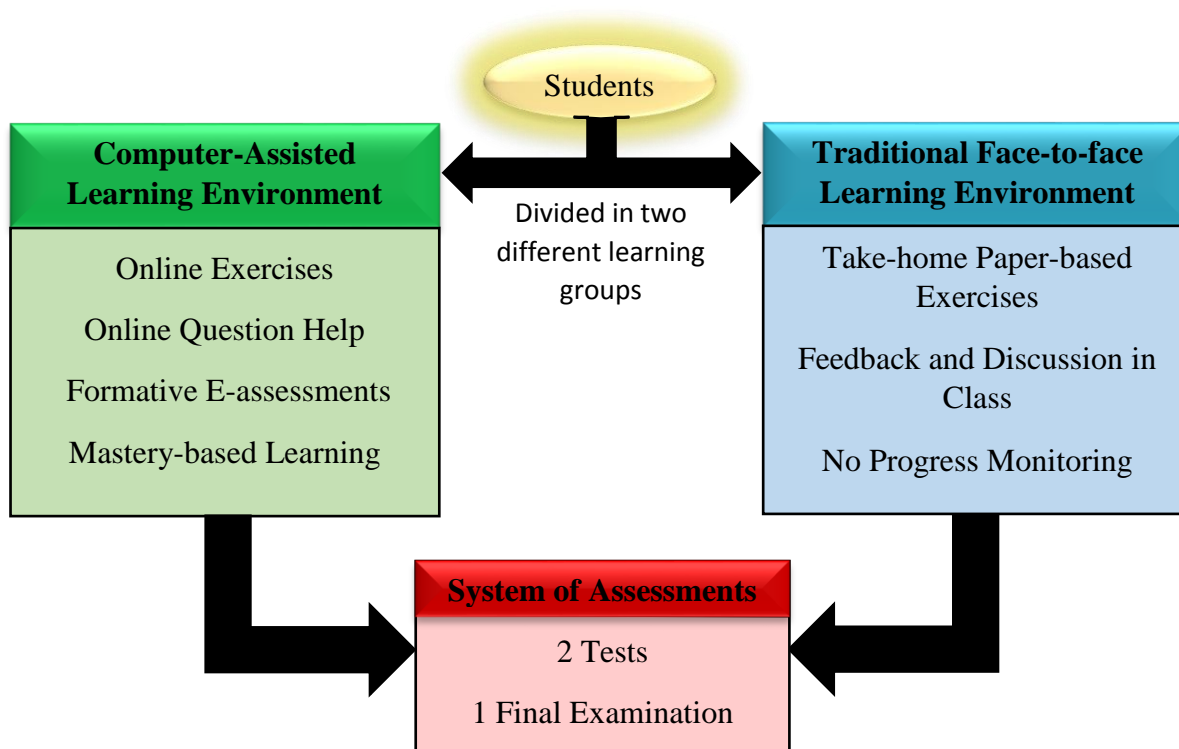 Students
Computer-Assisted
Learning Environment
Online Exercises
Online Question Help
Formative E-assessments
Mastery-based Learning
Divided in two
different learning
groups
Traditional Face-to-face
Learning Environment
Take-home Paper-based
Exercises
Feedback and Discussion in
Class
No Progress Monitoring
System of Assessments
2 Tests
1 Final Examination